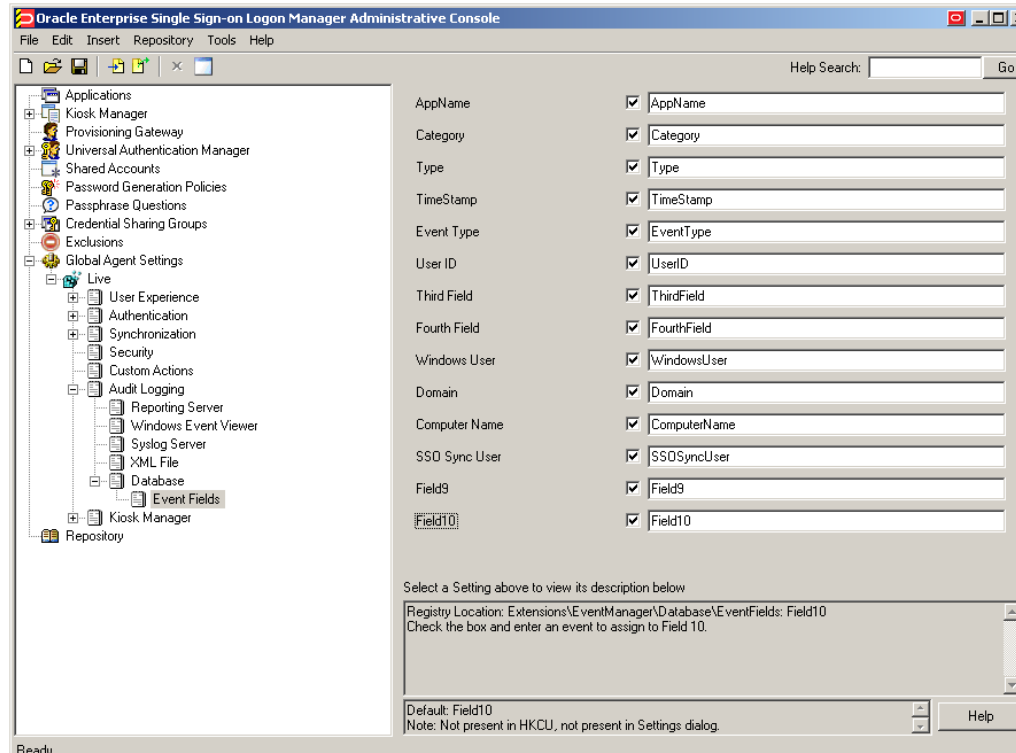 Oracle Enterprise Single Sign-on Logon Manager Administrative Console
File Edit Insert Repository Tools Help
Help Search: Go
Applications
Kiosk Manager
Provisioning Gateway
Universal Authentication Manager
Shared Accounts
Password Generation Policies
Passphrase Questions
Credential Sharing Groups
Exclusions
Global Agent Settings
Live
User Experience
Authentication
Synchronization
Security
Custom Actions
Audit Logging
Reporting Server
Windows Event Viewer
Syslog Server
XML File
Database
Event Fields
Kiosk Manager
Repository
AppName AppName
Category Category
Type Type
TimeStamp TimeStamp
Event Type EventType
User ID UserID
Third Field ThirdField
Fourth Field FourthField
Windows User WindowsUser
Domain Domain
Computer Name ComputerName
SSO Sync User SSOSyncUser
Field9 Field9
Field10 Field10
Select a Setting above to view its description below
Registry Location: Extensions\EventManager\Database\EventFields: Field10
Check the box and enter an event to assign to Field 10.
Default: Field10
Note: Not present in HKCU, not present in Settings dialog.
Help
Ready